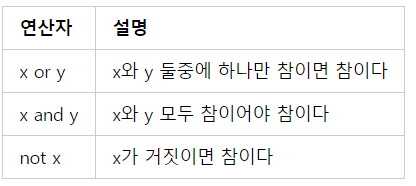 연산자 설명
x or y x와 y 둘중에 하나만 참이면 참이다
x and y x와 y 모두 참이어야 참이다
not x x가 거짓이면 참이다